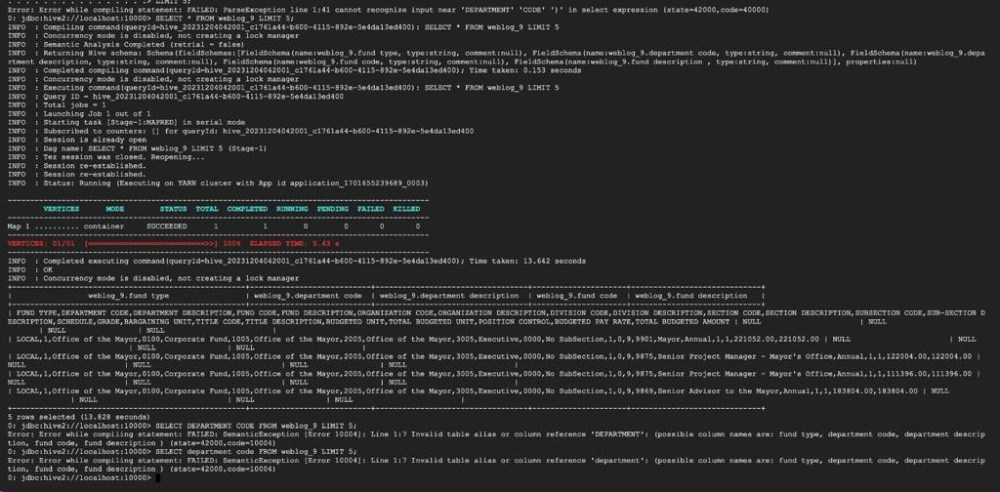 . . . . . . . . . . . . . . . .> LIMIT 5;
Error: Error while compiling statement: FAILED: ParseException line 1:41 cannot recognize input near 'DEPARTMENT' 'CODE' ')' in select expression (state=42000,code=40000)
0: jdbc:hive2://localhost:10000> SELECT * FROM weblog_9 LIMIT 5;
INFO  : Compiling command(queryId=hive_20231204042001_c1761a44-b600-4115-892e-5e4da13ed400): SELECT * FROM weblog_9 LIMIT 5
INFO  : Concurrency mode is disabled, not creating a lock manager
INFO  : Semantic Analysis Completed (retrial = false)
INFO  : Returning Hive schema: Schema(fieldSchemas:[FieldSchema(name:weblog_9.fund type, type:string, comment:null), FieldSchema(name:weblog_9.department code, type:string, comment:null), FieldSchema(name:weblog_9.depa
rtment description, type:string, comment:null), FieldSchema(name:weblog_9.fund code, type:string, comment:null), FieldSchema(name:weblog_9.fund description , type:string, comment:null)], properties:null)
INFO  : Completed compiling command(queryId=hive_20231204042001_c1761a44-b600-4115-892e-5e4da13ed400); Time taken: 0.153 seconds
INFO  : Concurrency mode is disabled, not creating a lock manager
INFO  : Executing command(queryId=hive_20231204042001_c1761a44-b600-4115-892e-5e4da13ed400): SELECT * FROM weblog_9 LIMIT 5
INFO  : Query ID = hive_20231204042001_c1761a44-b600-4115-892e-5e4da13ed400
INFO  : Total jobs = 1
INFO  : Launching Job 1 out of 1
INFO  : Starting task [Stage-1:MAPRED] in serial mode
INFO  : Subscribed to counters: [] for queryId: hive_20231204042001_c1761a44-b600-4115-892e-5e4da13ed400
INFO  : Session is already open
INFO  : Dag name: SELECT * FROM weblog_9 LIMIT 5 (Stage-1)
INFO  : Tez session was closed. Reopening...
INFO  : Session re-established.
INFO  : Session re-established.
INFO  : Status: Running (Executing on YARN cluster with App id application_1701655239689_0003)
VERTICES MODE STATUS TOTAL COMPLETED RUNNING PENDING FAILED KILLED
Map 1 .......... container SUCCEEDED 1 1 0 0 0 0
VERTICES: 01/01 [==========================>>] 100% ELAPSED TIME: 5.43 s
INFO  : Completed executing command(queryId=hive_20231204042001_c1761a44-b600-4115-892e-5e4da13ed400); Time taken: 13.642 seconds
INFO  : OK
INFO  : Concurrency mode is disabled, not creating a lock manager
| weblog_9.fund type | weblog_9.department code | weblog_9.department description | weblog_9.fund code | weblog_9.fund description |
| FUND TYPE,DEPARTMENT CODE,DEPARTMENT DESCRIPTION,FUND CODE,FUND DESCRIPTION,ORGANIZATION CODE,ORGANIZATION DESCRIPTION,DIVISION CODE,DIVISION DESCRIPTION,SECTION CODE,SECTION DESCRIPTION,SUBSECTION CODE,SUB-SECTION D
ESCRIPTION,SCHEDULE,GRADE,BARGAINING UNIT,TITLE CODE,TITLE DESCRIPTION,BUDGETED UNIT,TOTAL BUDGETED UNIT,POSITION CONTROL,BUDGETED PAY RATE,TOTAL BUDGETED AMOUNT | NULL | NULL
| NULL | NULL |
| LOCAL,1,Office of the Mayor,0100,Corporate Fund,1005,Office of the Mayor,2005,Office of the Mayor,3005,Executive,0000,No SubSection,1,0,9,9901,Mayor,Annual,1,1,221052.00,221052.00 | NULL | NULL
| NULL | NULL |
| LOCAL,1,Office of the Mayor,0100,Corporate Fund,1005,Office of the Mayor,2005,Office of the Mayor,3005,Executive,0000,No SubSection,1,0,9,9875,Senior Project Manager - Mayor's Office,Annual,1,1,122004.00,122004.00 |
NULL | NULL | NULL |
| LOCAL,1,Office of the Mayor,0100,Corporate Fund,1005,Office of the Mayor,2005,Office of the Mayor,3005,Executive,0000,No SubSection,1,0,9,9875,Senior Project Manager - Mayor's Office,Annual,1,1,111396.00,111396.00 |
NULL | NULL | NULL |
| LOCAL,1,Office of the Mayor,0100,Corporate Fund,1005,Office of the Mayor,2005,Office of the Mayor,3005,Executive,0000,No SubSection,1,0,9,9869,Senior Advisor to the Mayor,Annual,1,1,183804.00,183804.00 | NULL
| NULL | NULL |
5 rows selected (13.828 seconds)
0: jdbc:hive2://localhost:10000> SELECT DEPARTMENT CODE FROM weblog_9 LIMIT 5;
Error: Error while compiling statement: FAILED: SemanticException [Error 10004]: Line 1:7 Invalid table alias or column reference 'DEPARTMENT': (possible column names are: fund type, department code, department descrip
tion, fund code, fund description ) (state=42000,code=10004)
0: jdbc:hive2://localhost:10000> SELECT department code FROM weblog_9 LIMIT 5;
Error: Error while compiling statement: FAILED: SemanticException [Error 10004]: Line 1:7 Invalid table alias or column reference 'department': (possible column names are: fund type, department code, department descrip
tion, fund code, fund description ) (state=42000,code=10004)
0: jdbc:hive2://localhost:10000>